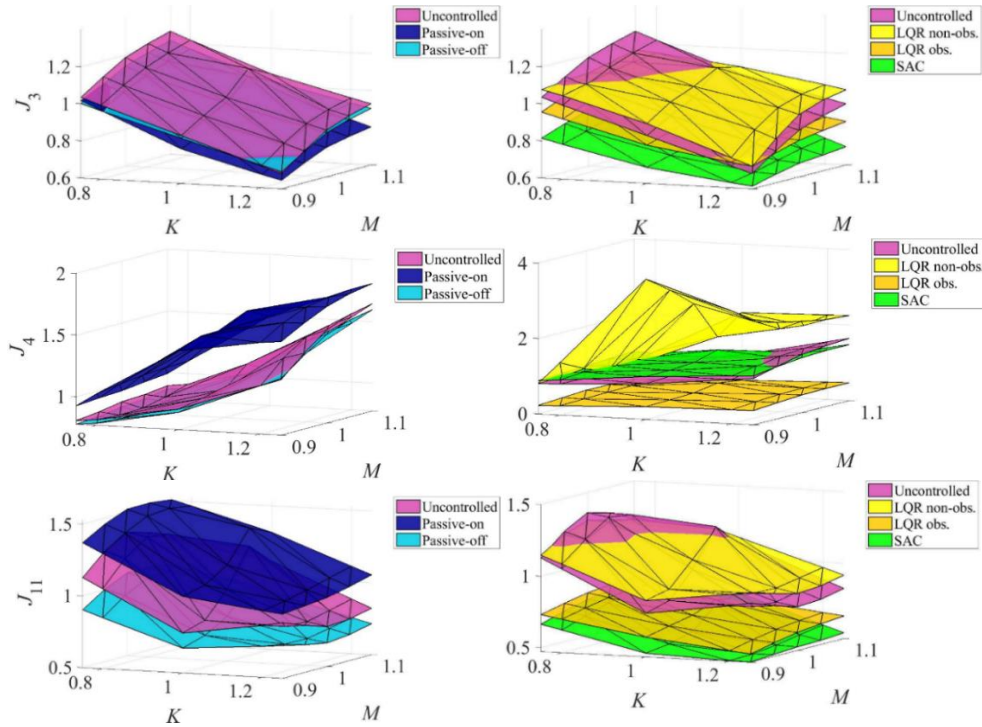 Uncontrolled
Passive-on
Passive-off
1.2
1
0.8
0.6
J3
0.8
1
1.2
K
0.9
1
1.1
M
Uncontrolled
LQR non-obs.
LQR obs.
SAC
1.2
1
0.8
0.6
0.8
1
1.2
K
0.9
1
1.1
M
Uncontrolled
Passive-on
Passive-off
2
1.5
1
J4
0.8
1
1.2
K
0.9
1
1.1
M
Uncontrolled
LQR non-obs.
LQR obs.
SAC
4
2
0
0.8
1
1.2
K
0.9
1
1.1
M
Uncontrolled
Passive-on
Passive-off
1.5
1
0.5
J11
0.8
1
1.2
K
0.9
1
1.1
M
Uncontrolled
LQR non-obs.
LQR obs.
SAC
1.5
1
0.5
0.8
1
1.2
K
0.9
1
1.1
M